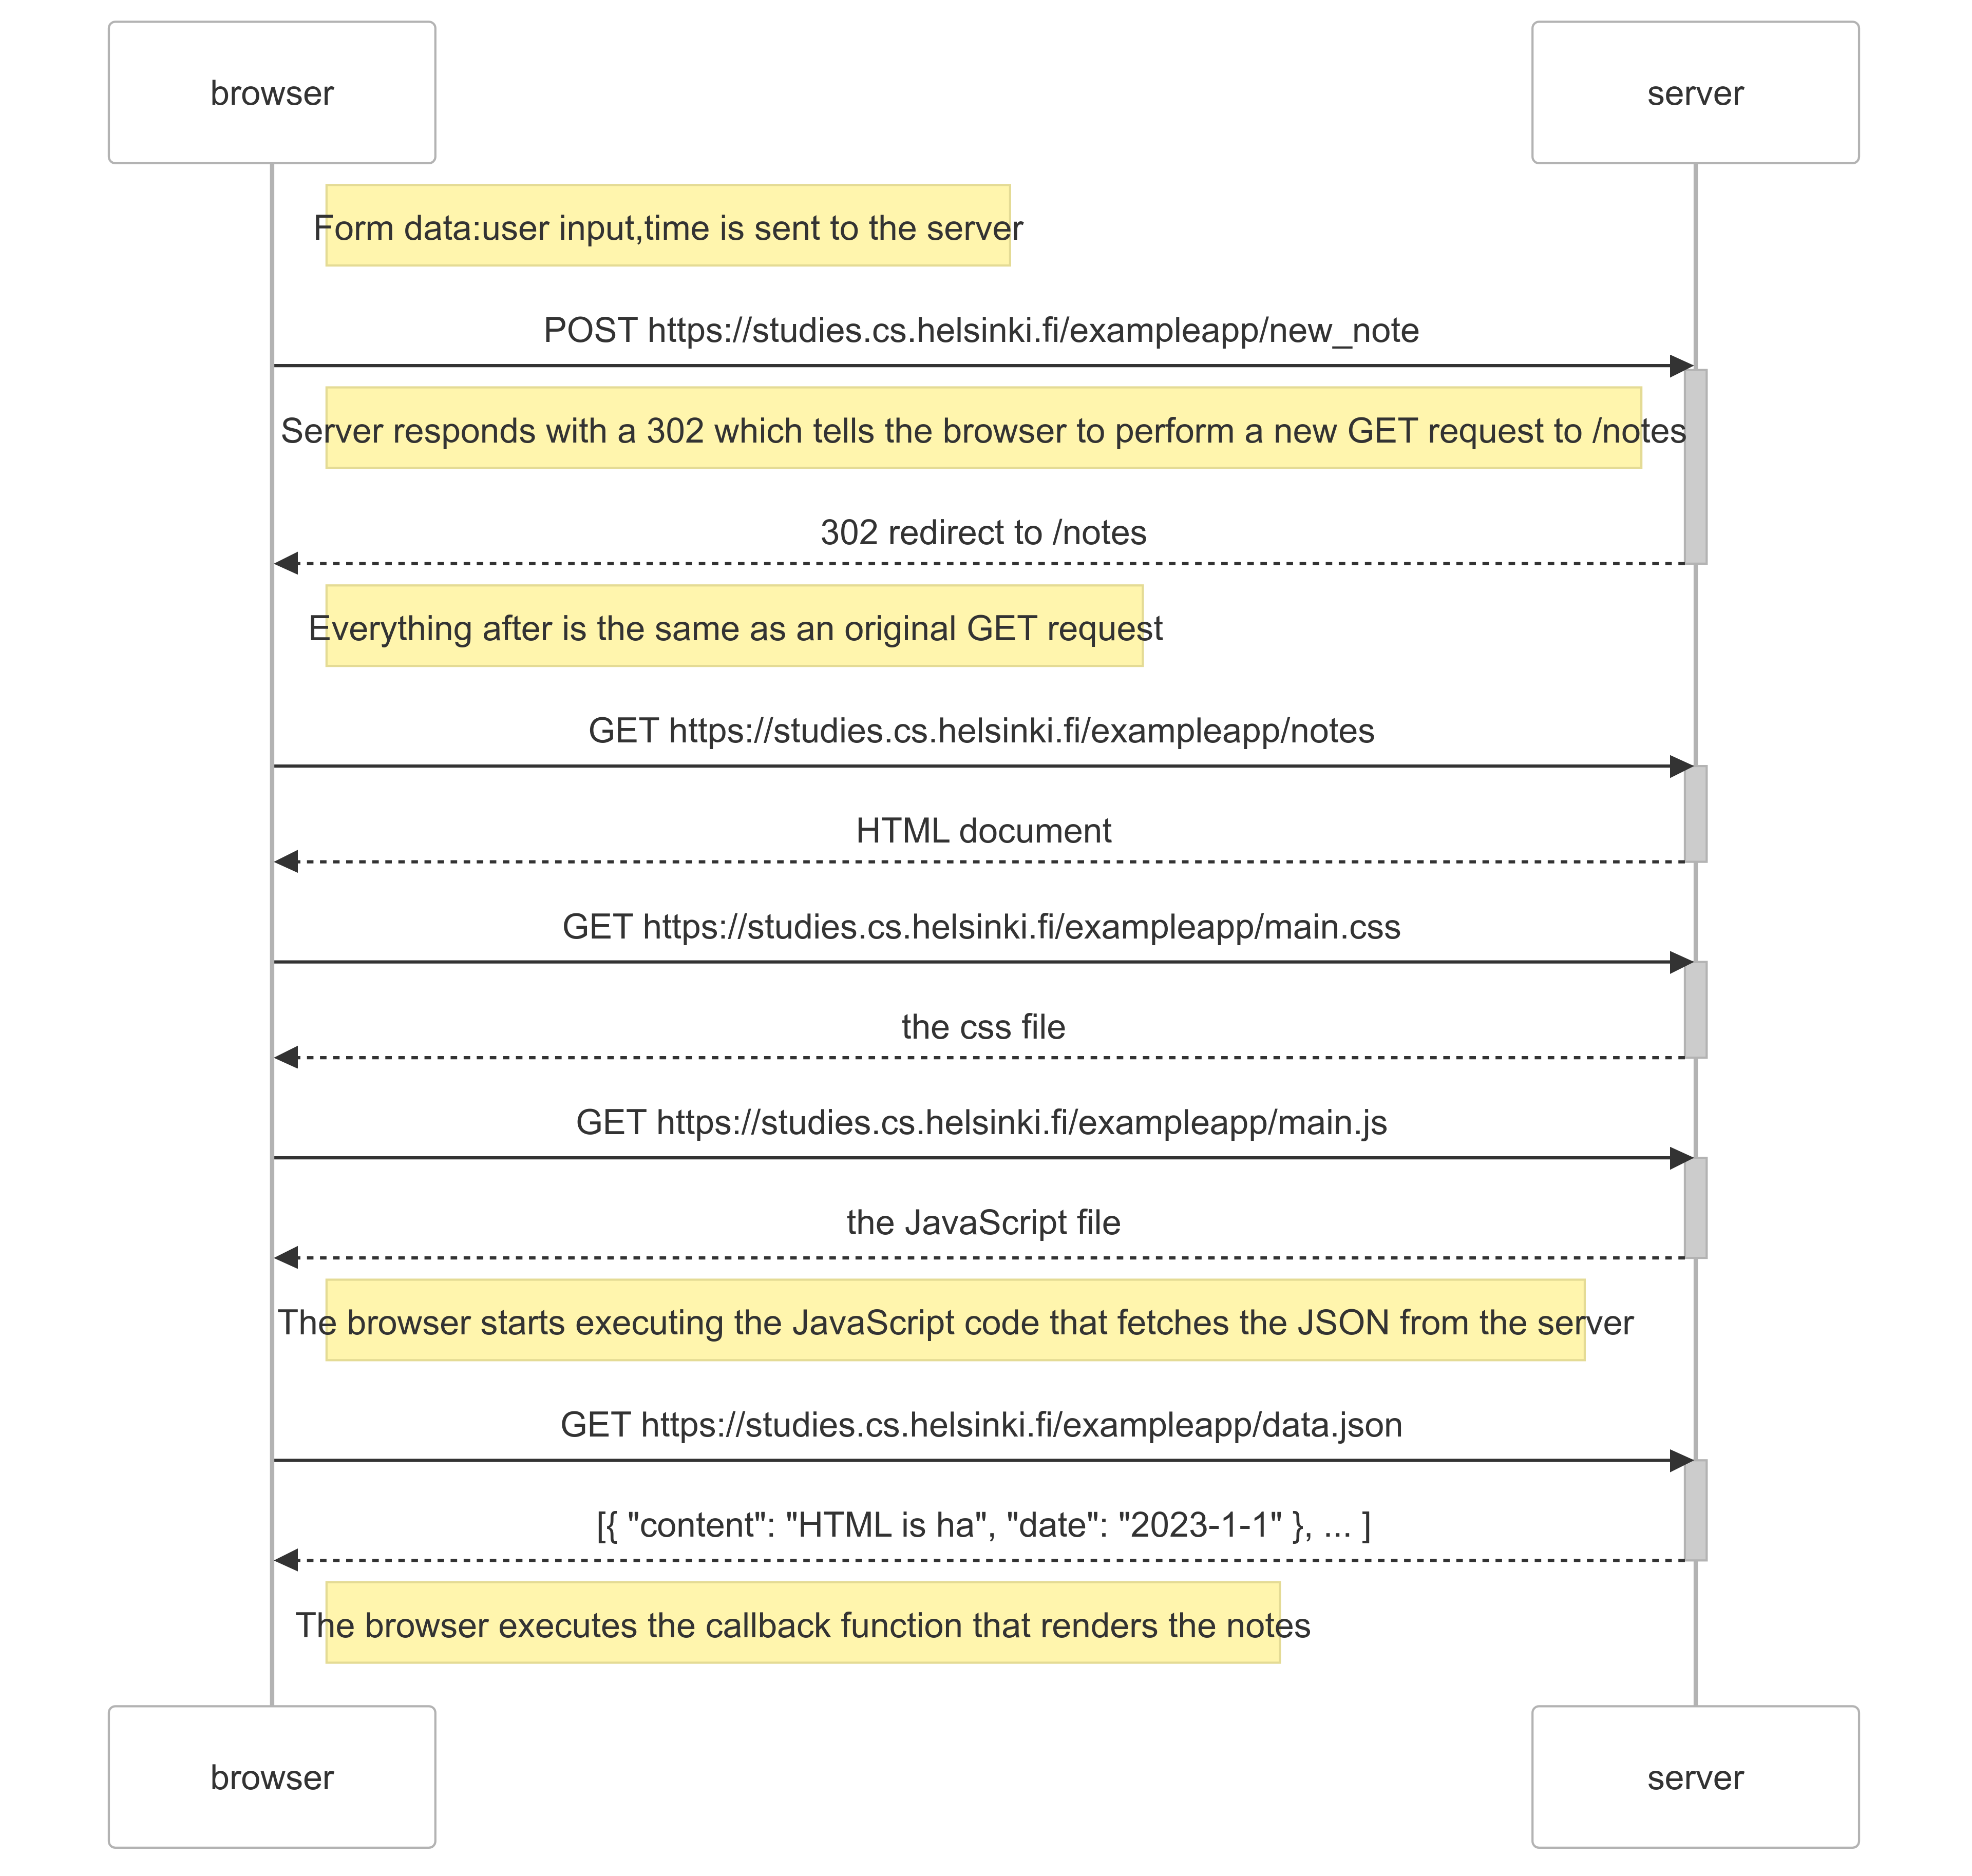 browser
server
Form data:user input,time is sent to the server
POST https://studies.cs.helsinki.fi/exampleapp/new_note
Server responds with a 302 which tells the browser to perform a new GET request to /notes
302 redirect to /notes
Everything after is the same as an original GET request
GET https://studies.cs.helsinki.fi/exampleapp/notes
HTML document
GET https://studies.cs.helsinki.fi/exampleapp/main.css
the css file
GET https://studies.cs.helsinki.fi/exampleapp/main.js
the JavaScript file
The browser starts executing the JavaScript code that fetches the JSON from the server
GET https://studies.cs.helsinki.fi/exampleapp/data.json
[{ "content": "HTML is ha", "date": "2023-1-1" }, ... ]
The browser executes the callback function that renders the notes
browser
server